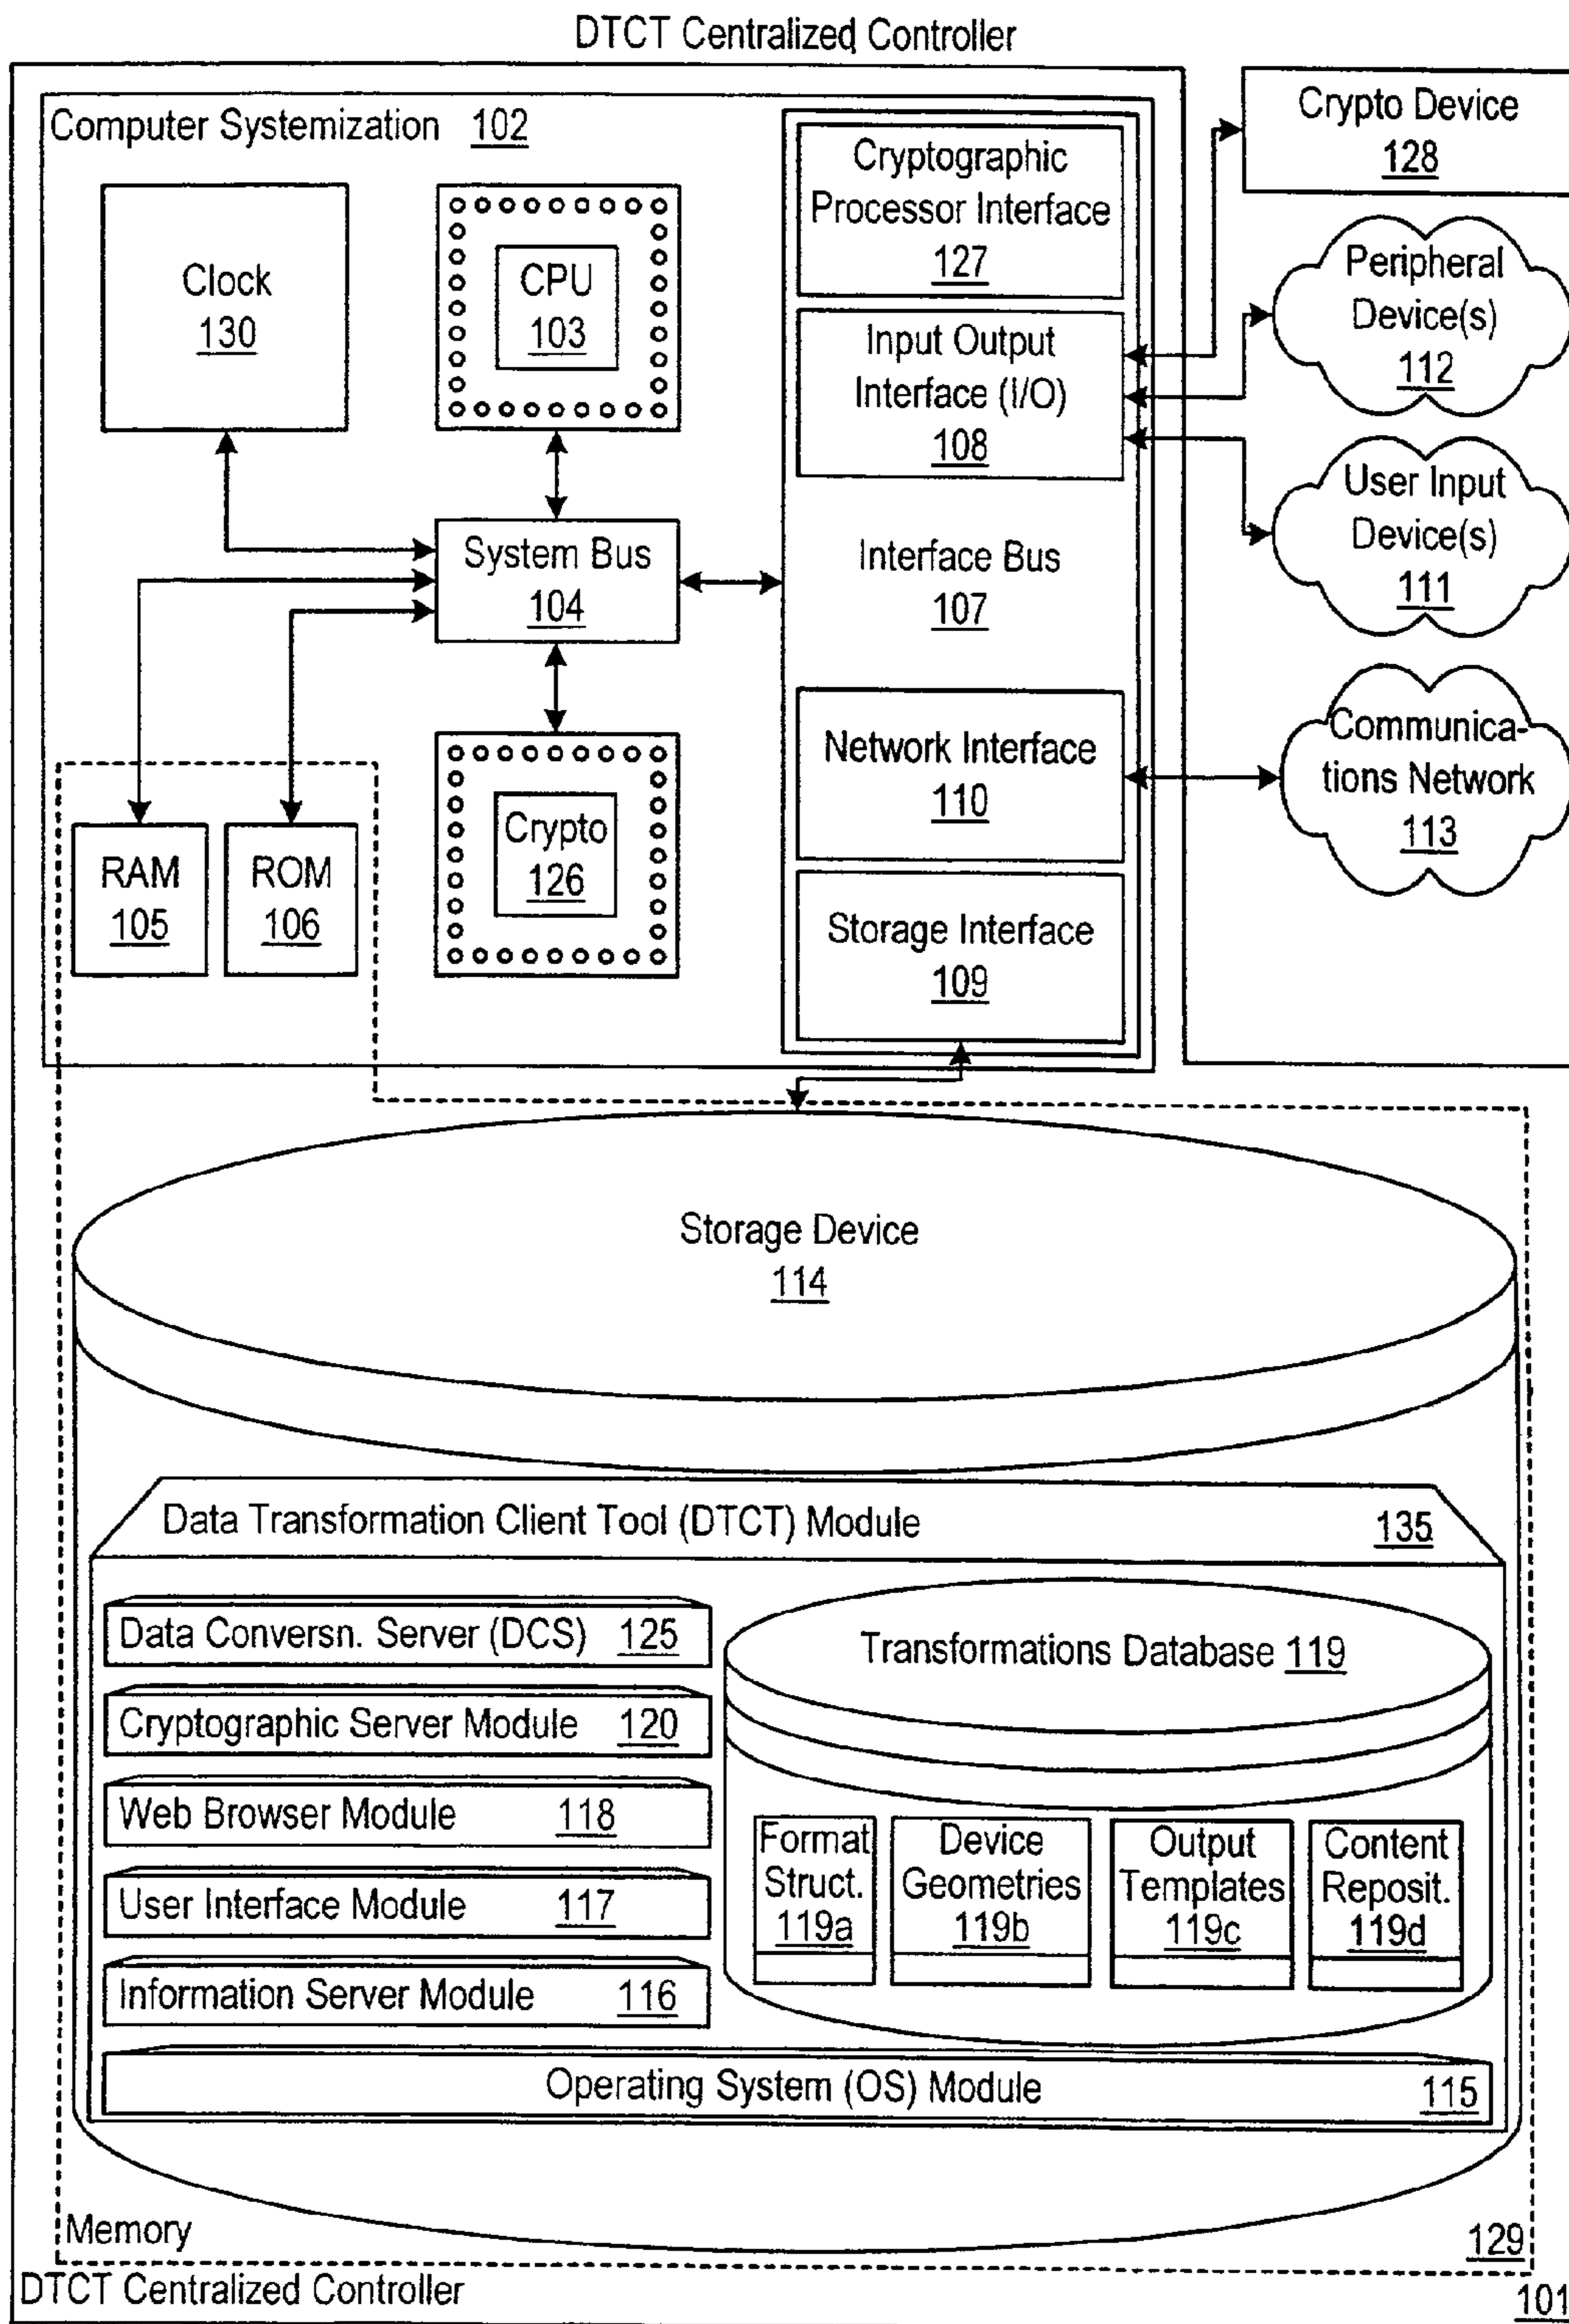 DTCT Centralized Controller
Computer Systemization 102
Clock
130
CPU
103
System Bus
104
RAM
105
ROM
106
Crypto
126
Cryptographic
Processor Interface
127
Input Output
Interface (I/O)
108
Interface Bus
107
Network Interface
110
Storage Interface
109
Crypto Device
128
Peripheral
Device(s)
112
User Input
Device(s)
111
Communica-
tions Network
113
Storage Device
114
Data Transformation Client Tool (DTCT) Module 135
Data Conversn. Server (DCS) 125
Cryptographic Server Module 120
Web Browser Module 118
User Interface Module 117
Information Server Module 116
Transformations Database 119
Format
Struct.
119a
Device
Geometries
119b
Output
Templates
119c
Content
Reposit.
119d
Operating System (OS) Module 115
Memory 129
DTCT Centralized Controller 101